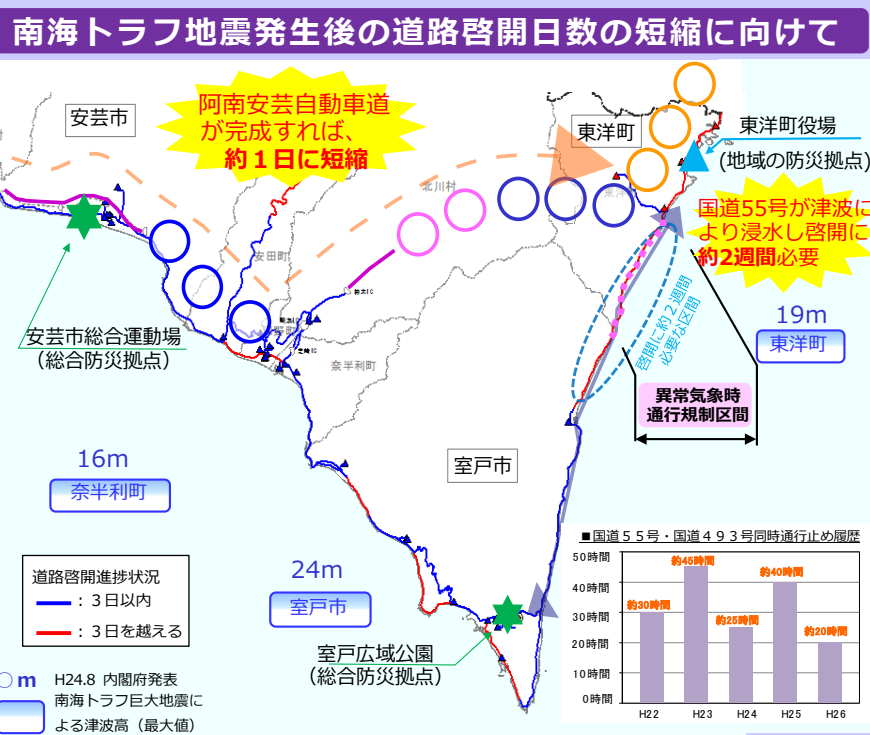 南海トラフ地震発生後の道路啓開日数の短縮に向けて
安芸市
阿南安芸自動車道
が完成すれば、
約１日に短縮
東洋町
東洋町役場
(地域の防災拠点)
北川村
国道55号が津波に
より浸水し啓開に
約2週間必要
安田町
安芸市総合運動場
(総合防災拠点)
奈半利町
啓開に約２週間
必要な区間
19m
東洋町
異常気象時
通行規制区間
16m
奈半利町
室戸市
24m
室戸市
室戸広域公園
(総合防災拠点)
道路啓開進捗状況
：３日以内
：３日を越える
○m
H24.8 内閣府発表
南海トラフ巨大地震に
よる津波高（最大値）
■国道５５号・国道４９３号同時通行止め履歴
50時間
40時間
30時間
20時間
10時間
0時間
約30時間
約45時間
約25時間
約40時間
約20時間
H22
H23
H24
H25
H26